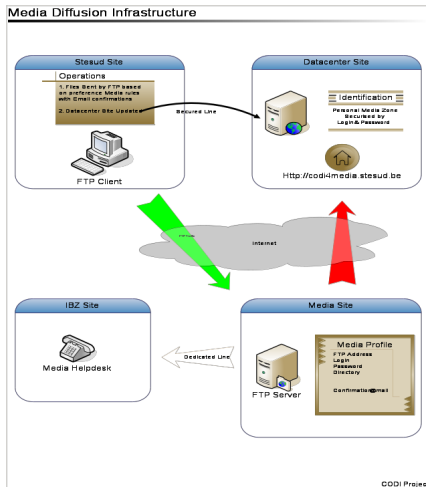 Media Diffusion Infrastructure
Stesud Site
Operations
1. Files Sent by FTP based
on preference Media rules
with Email confirmations
2. Datacenter Site Updated
FTP Client
Secured Line
Datacenter Site
Identification
Personal Media Zone
Securised by
Login & Password
Http://codi4media.stesud.be
Internet
IBZ Site
Media Helpdesk
Dedicated Line
Media Site
FTP Server
Media Profile
FTP Address
Login
Password
Directory
Confirmation Email
CODI Project